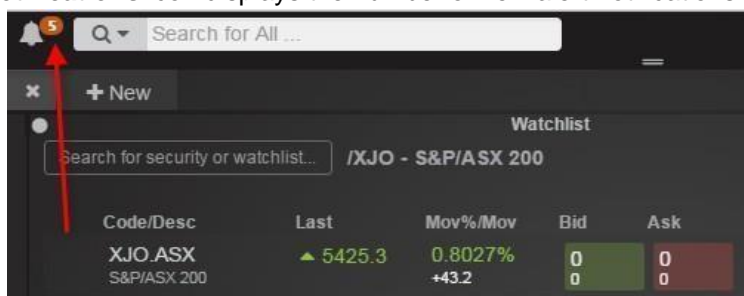 5
Search for All ...
+ New
Watchlist
Search for security or watchlist... /XJO - S&P/ASX 200
Code/Desc Last Mov%/Mov Bid Ask
XJO.ASX 5425.3 0.8027% 0 0
S&P/ASX 200 +43.2 0 0